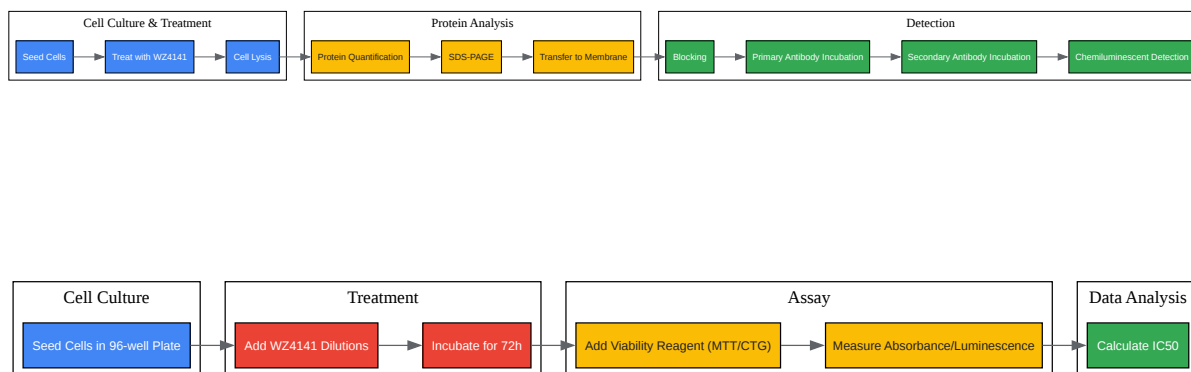 Cell Culture & Treatment
Seed Cells
Treat with WZ4141
Cell Lysis
Protein Analysis
Protein Quantification
SDS-PAGE
Transfer to Membrane
Detection
Blocking
Primary Antibody Incubation
Secondary Antibody Incubation
Chemiluminescent Detection
Cell Culture
Seed Cells in 96-well Plate
Treatment
Add WZ4141 Dilutions
Incubate for 72h
Assay
Add Viability Reagent (MTT/CTG)
Measure Absorbance/Luminescence
Data Analysis
Calculate IC50